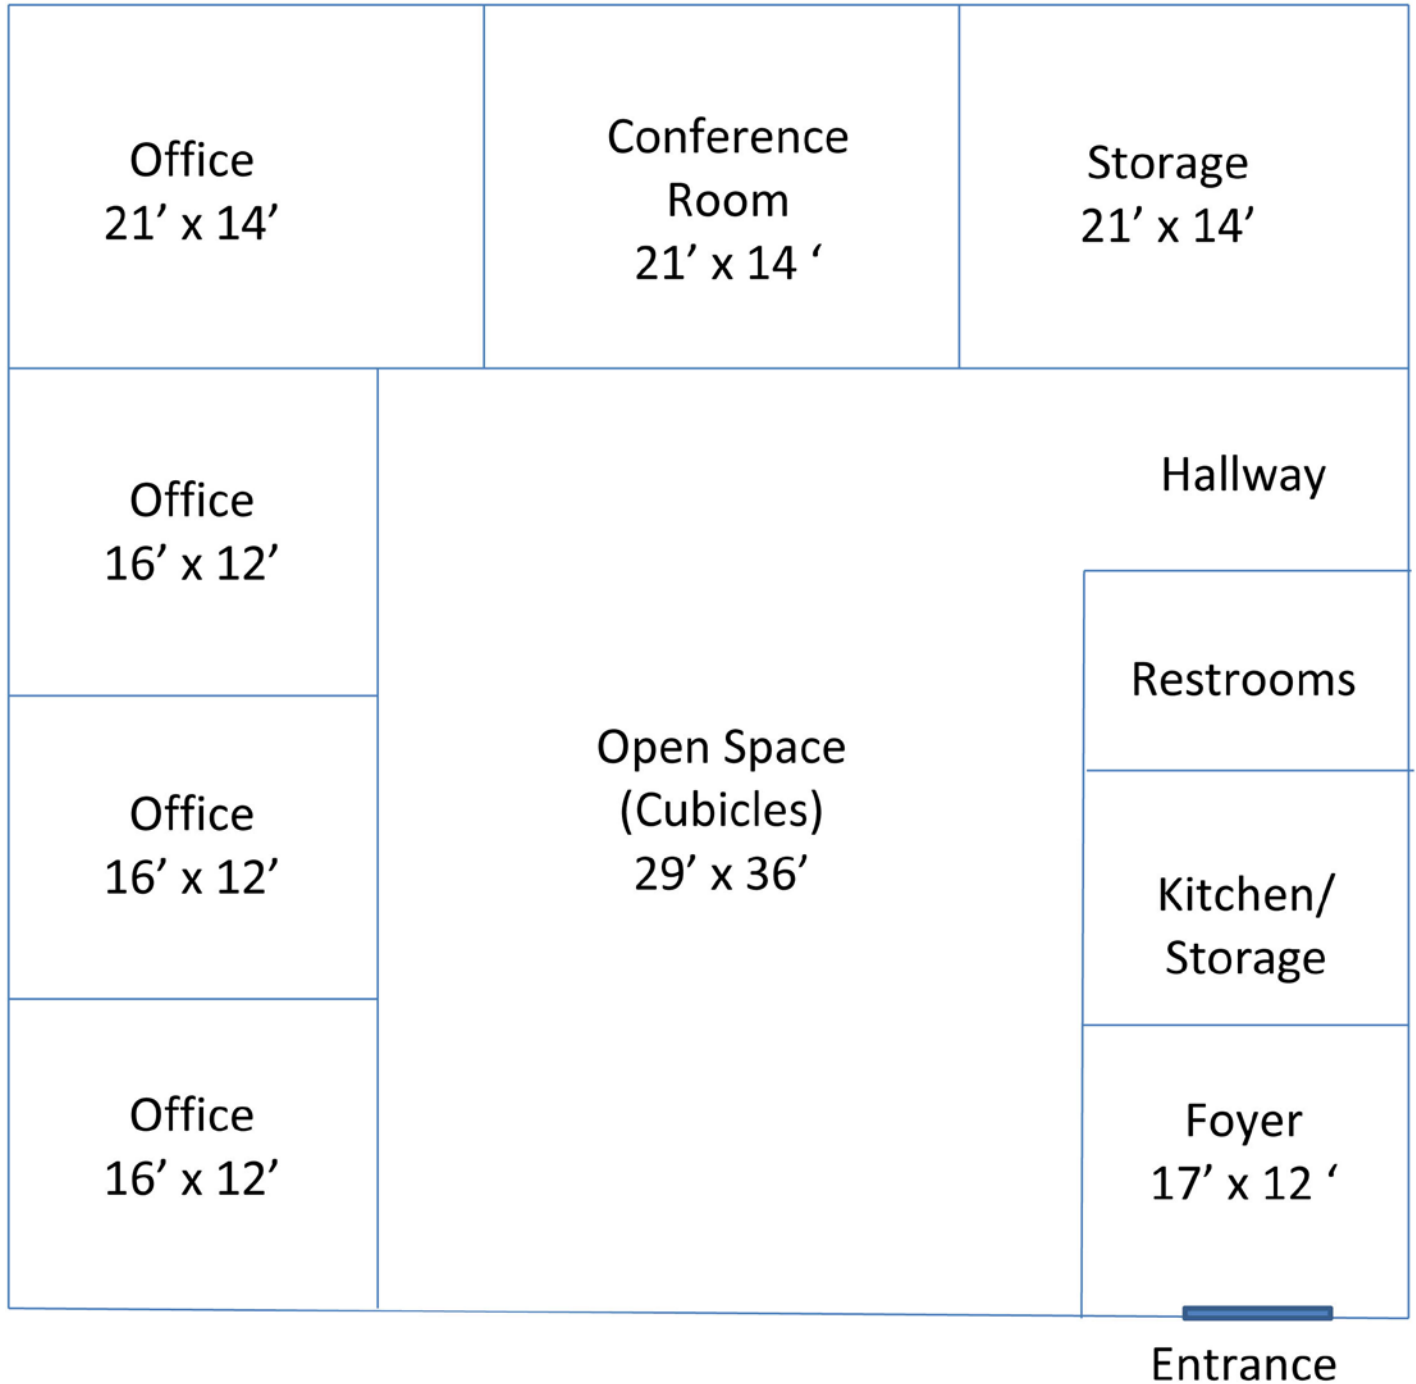 Office
21’ x 14’
Conference
Room
21’ x 14 ‘
Storage
21’ x 14’
Office
16’ x 12’
Hallway
Restrooms
Office
16’ x 12’
Open Space
(Cubicles)
29’ x 36’
Kitchen/
Storage
Office
16’ x 12’
Foyer
17’ x 12 ‘
Entrance